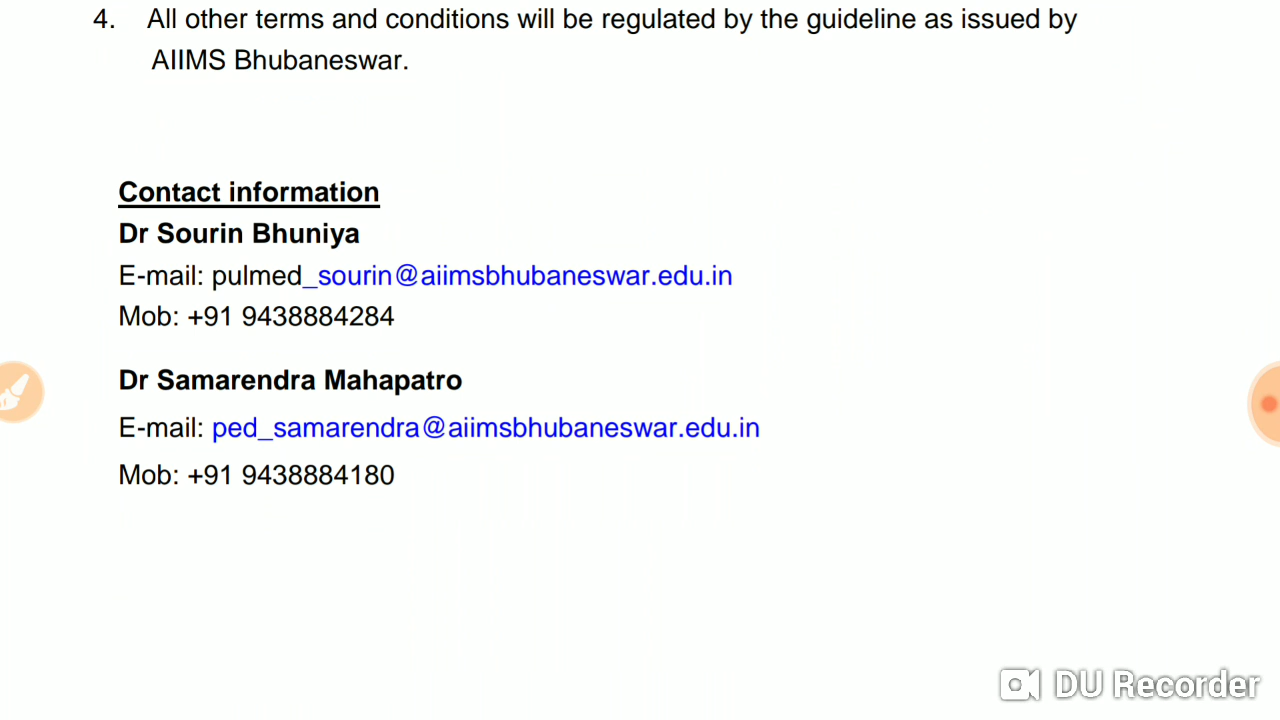 4. All other terms and conditions will be regulated by the guideline as issued by
AIIMS Bhubaneswar.
Contact information
Dr Sourin Bhuniya
E-mail: pulmed_sourin@aiimsbhubaneswar.edu.in
Mob: +91 9438884284
Dr Samarendra Mahapatro
E-mail: ped_samarendra@aiimsbhubaneswar.edu.in
Mob: +91 9438884180
DU Recorder